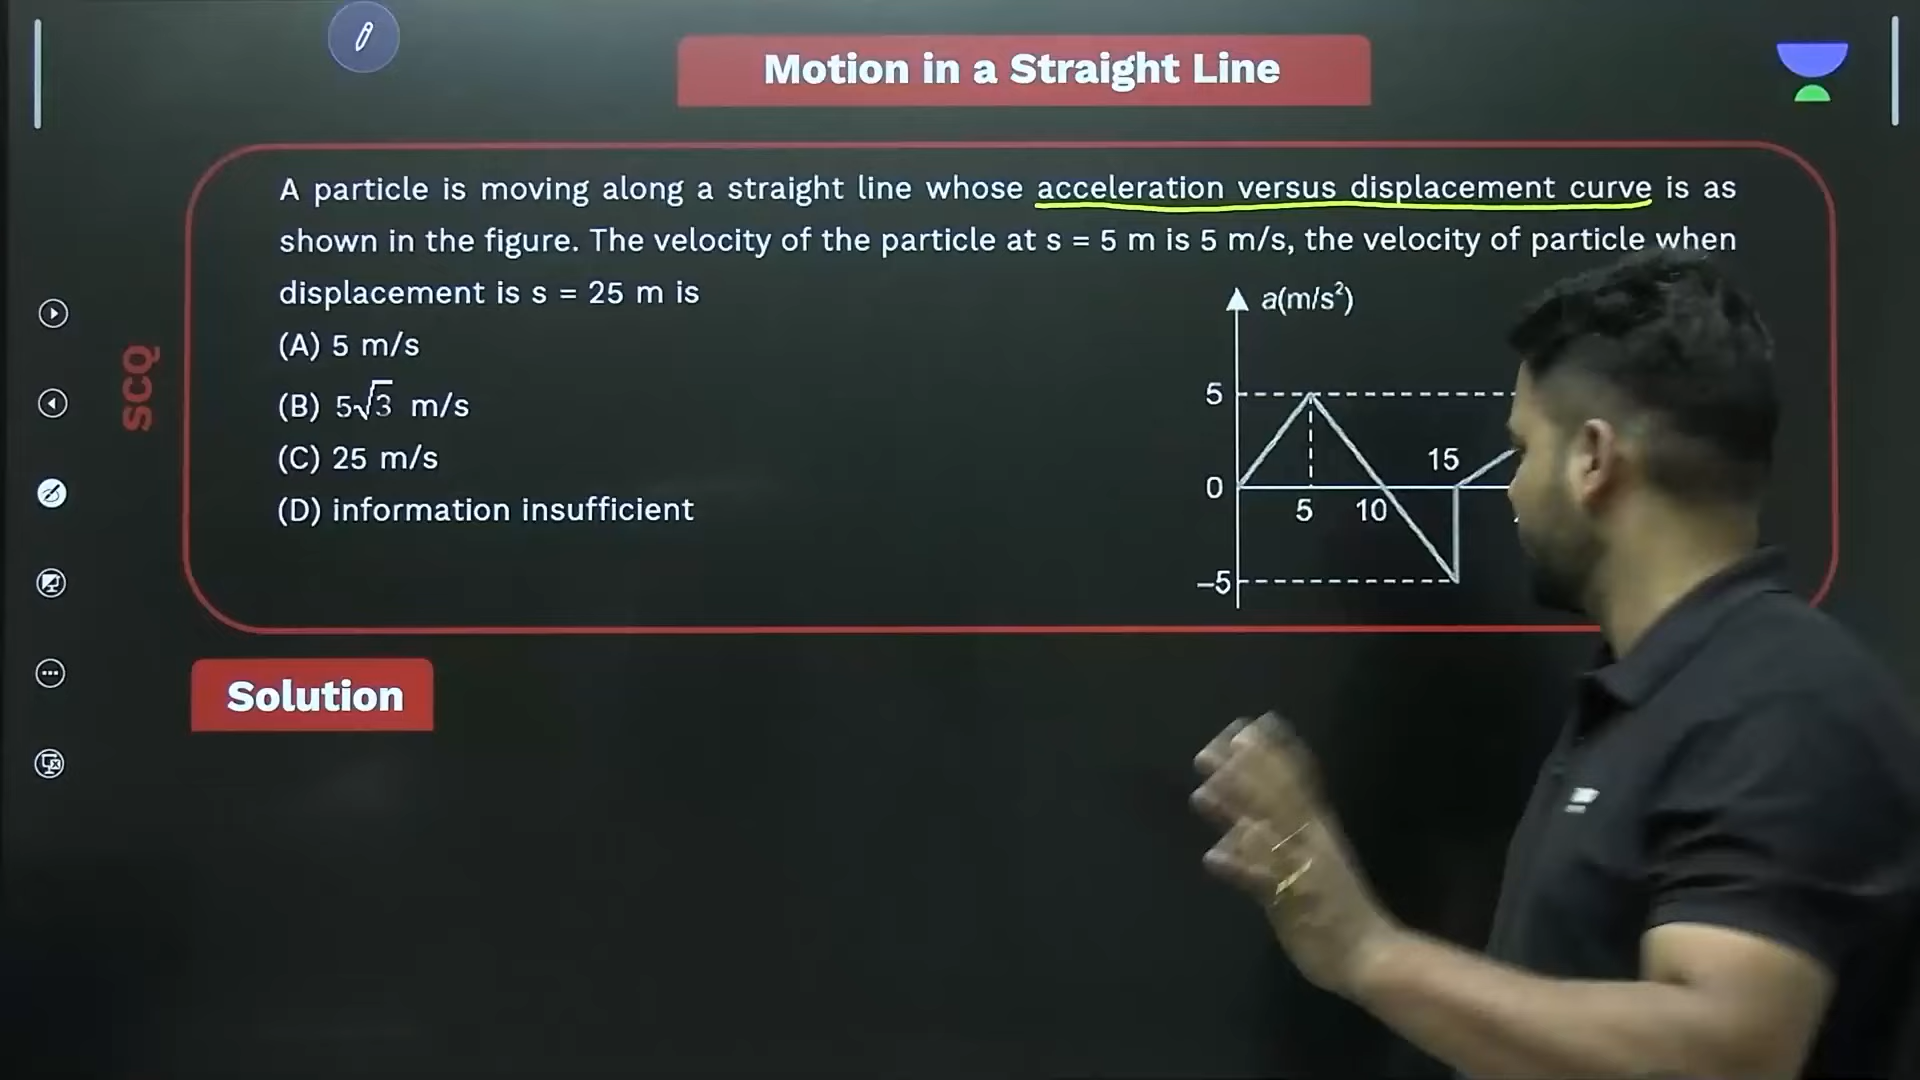 Motion in a Straight Line
A particle is moving along a straight line whose acceleration versus displacement curve is as
shown in the figure. The velocity of the particle at s = 5 m is 5 m/s, the velocity of particle when
displacement is s = 25 m is
(A) 5 m/s
(B) 5√3 m/s
(C) 25 m/s
(D) information insufficient
SCQ
a(m/s²)
5
15
0
5 10
–5
Solution